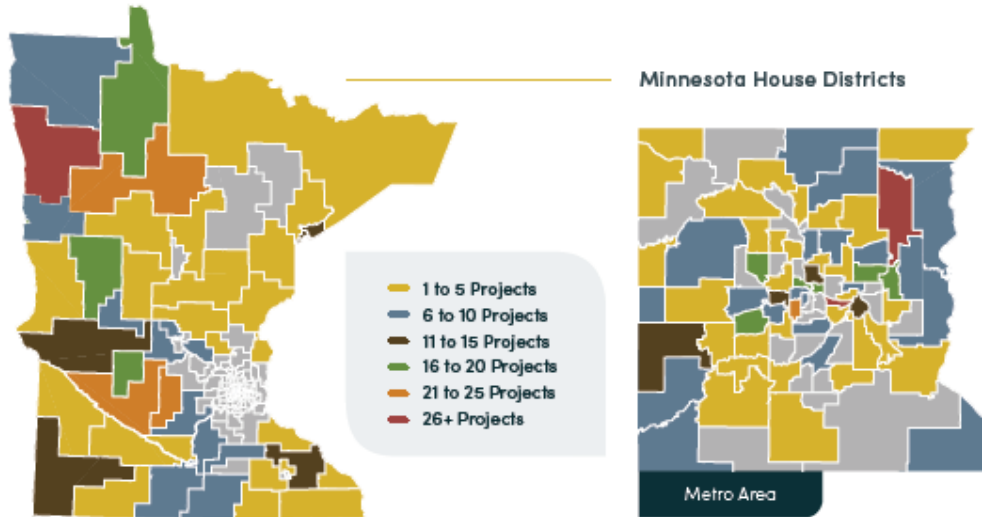 Minnesota House Districts
1 to 5 Projects
6 to 10 Projects
11 to 15 Projects
16 to 20 Projects
21 to 25 Projects
26+ Projects
Metro Area